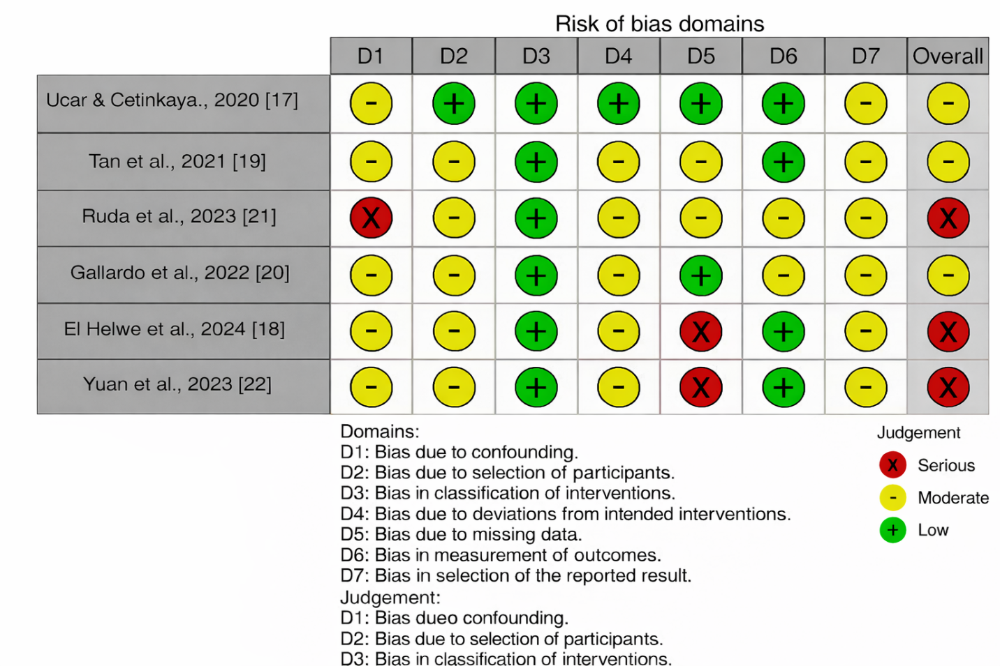 Risk of bias domains
D1 D2 D3 D4 D5 D6 D7 Overall
Ucar & Cetinkaya., 2020 [17] - + + + + + - -
Tan et al., 2021 [19] - - + - - + - -
Ruda et al., 2023 [21] X - + - - - - X
Gallardo et al., 2022 [20] - - + - + - - -
El Helwe et al., 2024 [18] - - + - X + - X
Yuan et al., 2023 [22] - - + - X + - X
Domains:
D1: Bias due to confounding.
D2: Bias due to selection of participants.
D3: Bias in classification of interventions.
D4: Bias due to deviations from intended interventions.
D5: Bias due to missing data.
D6: Bias in measurement of outcomes.
D7: Bias in selection of the reported result.
Judgement:
D1: Bias dueo confounding.
D2: Bias due to selection of participants.
D3: Bias in classification of interventions.
Judgement
X Serious
- Moderate
+ Low